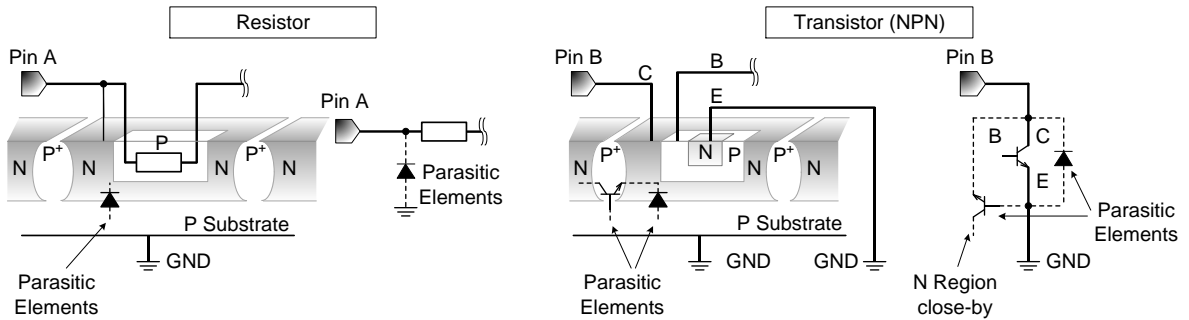 Resistor
Transistor (NPN)
Pin A
Pin B
C
B
E
Pin B
Pin A
N
P+
N
P
N
P+
N
Parasitic
Elements
N
P+
N
P
N
P+
N
B
C
E
P Substrate
GND
Parasitic
Elements
P Substrate
GND
GND
Parasitic
Elements
Parasitic
Elements
GND
N Region
close-by